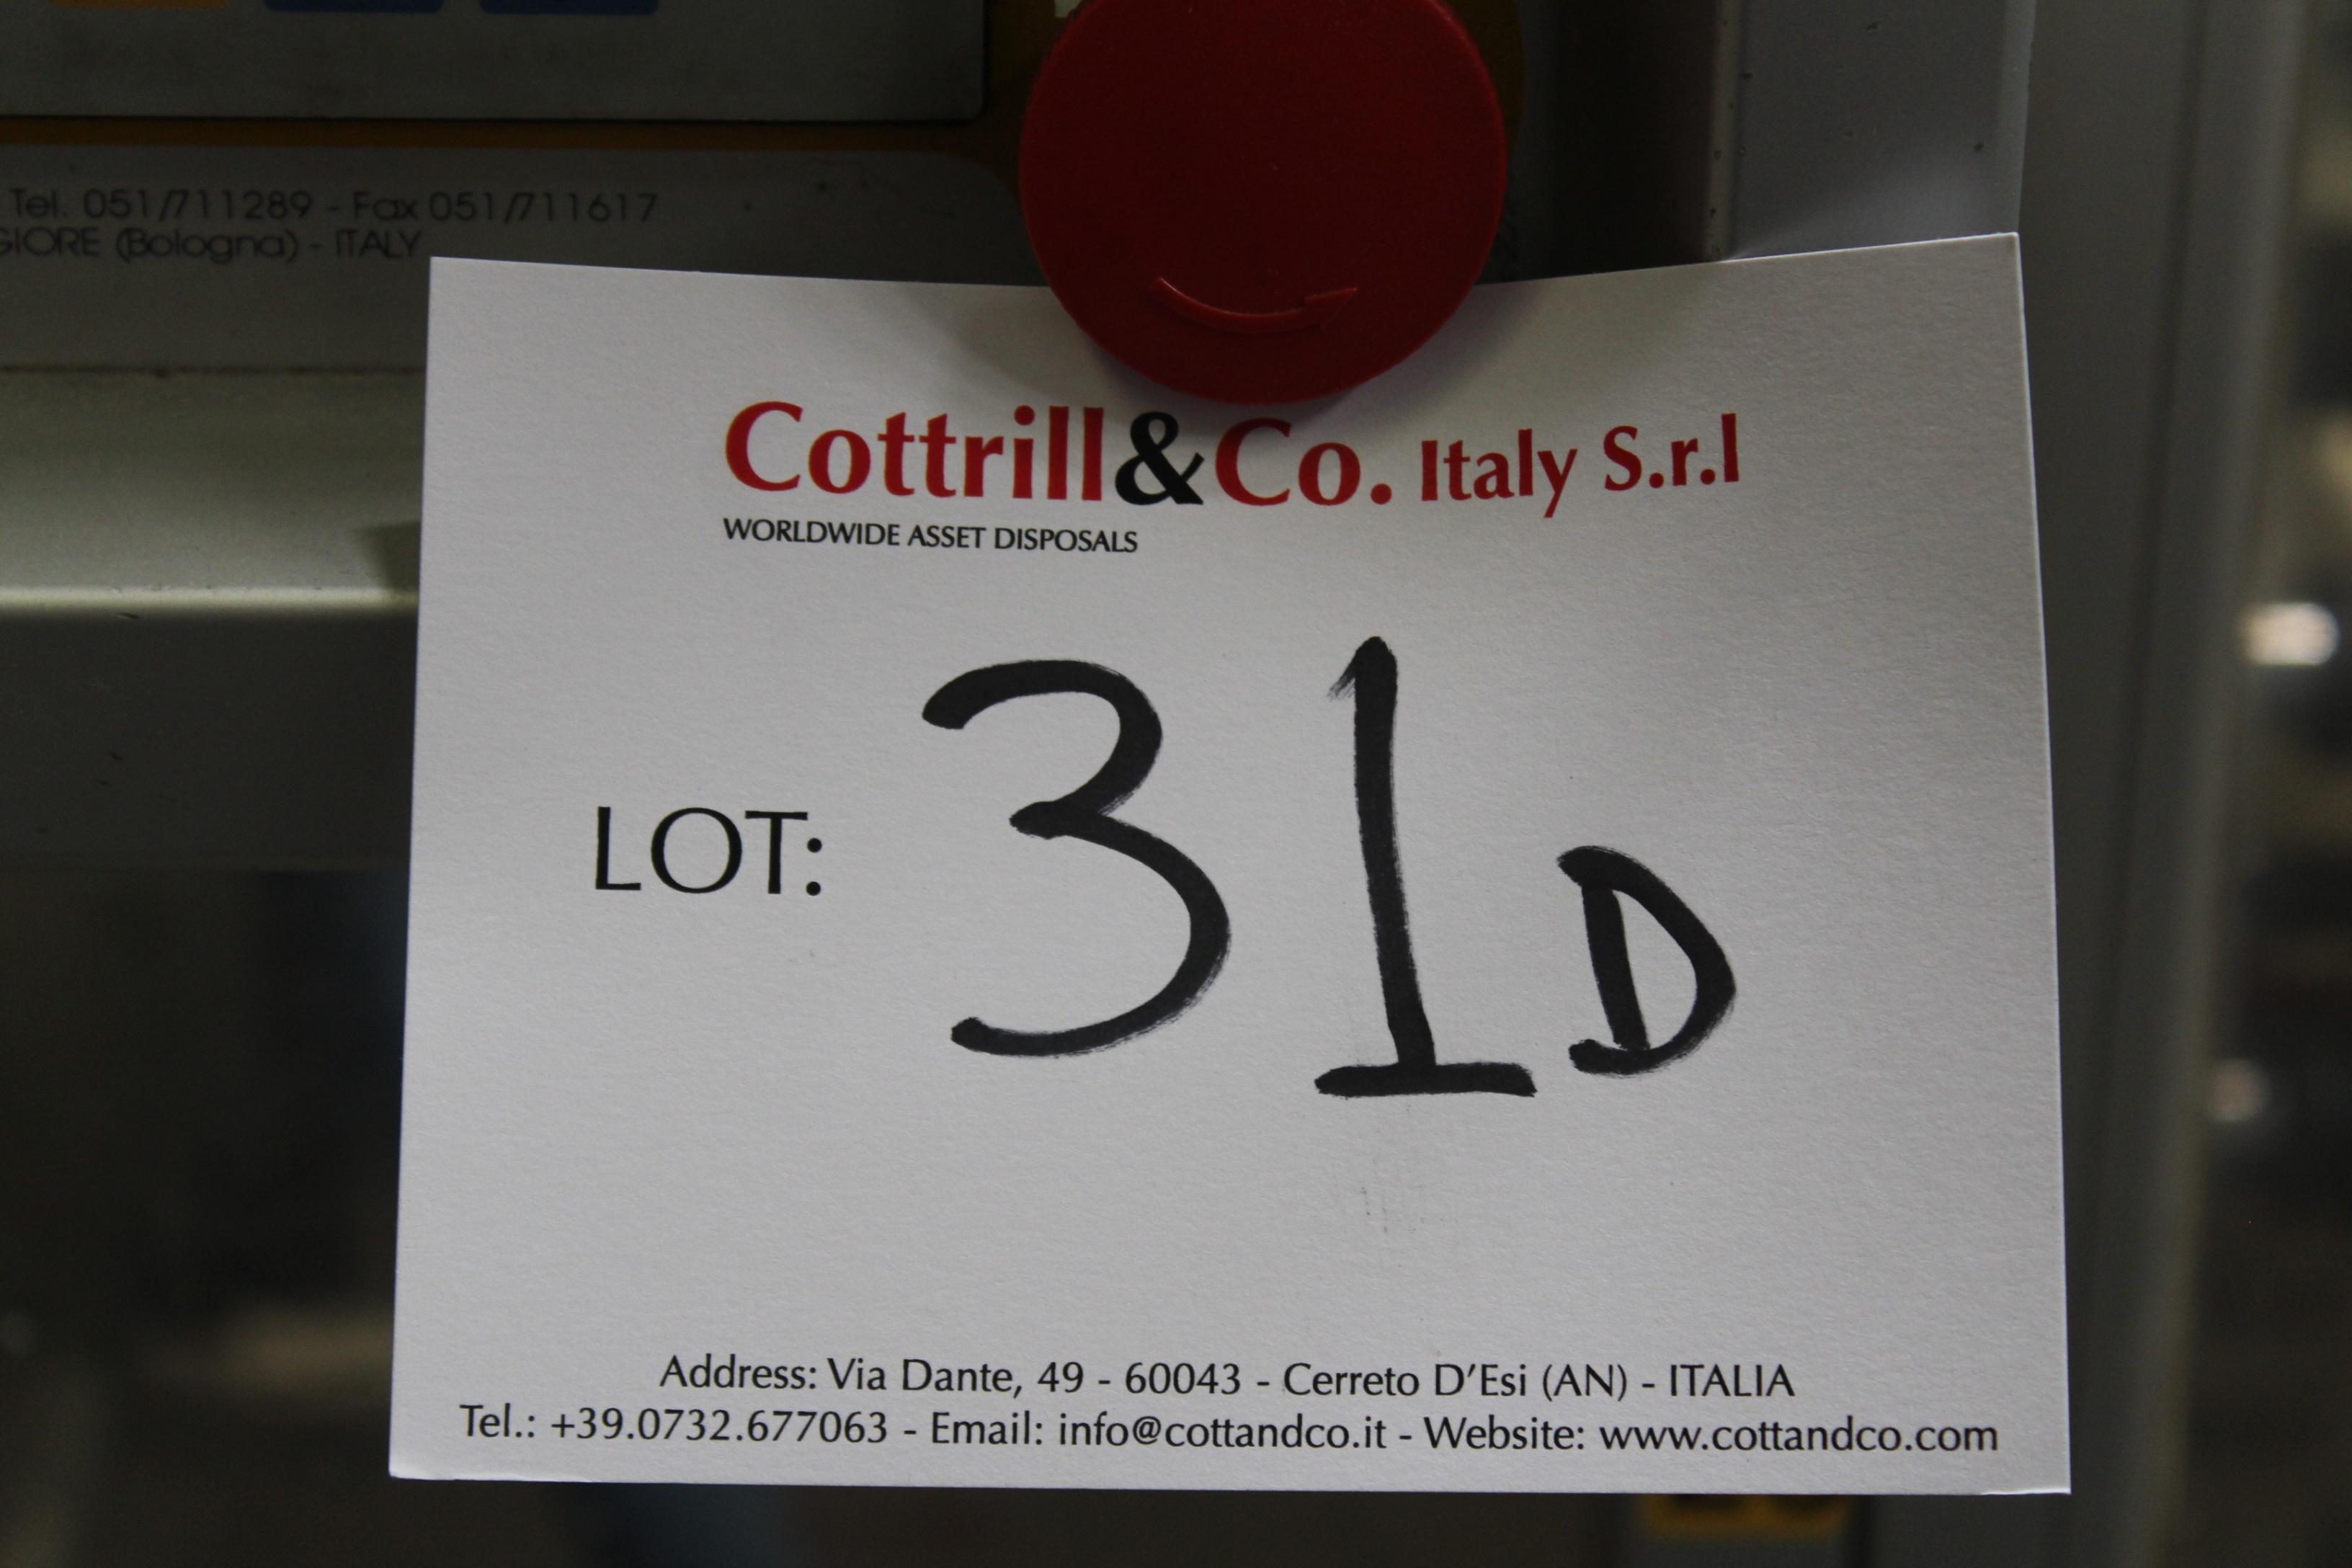 Tel. 051/711289 - Fax 051/711617
(Bologna) - ITALY
Cottrill&Co. Italy S.r.l
WORLDWIDE ASSET DISPOSALS
LOT: 31D
Address: Via Dante, 49 - 60043 - Cerreto D'Esi (AN) - ITALIA
Tel.: +39.0732.677063 - Email: info@cottandco.it - Website: www.cottandco.com